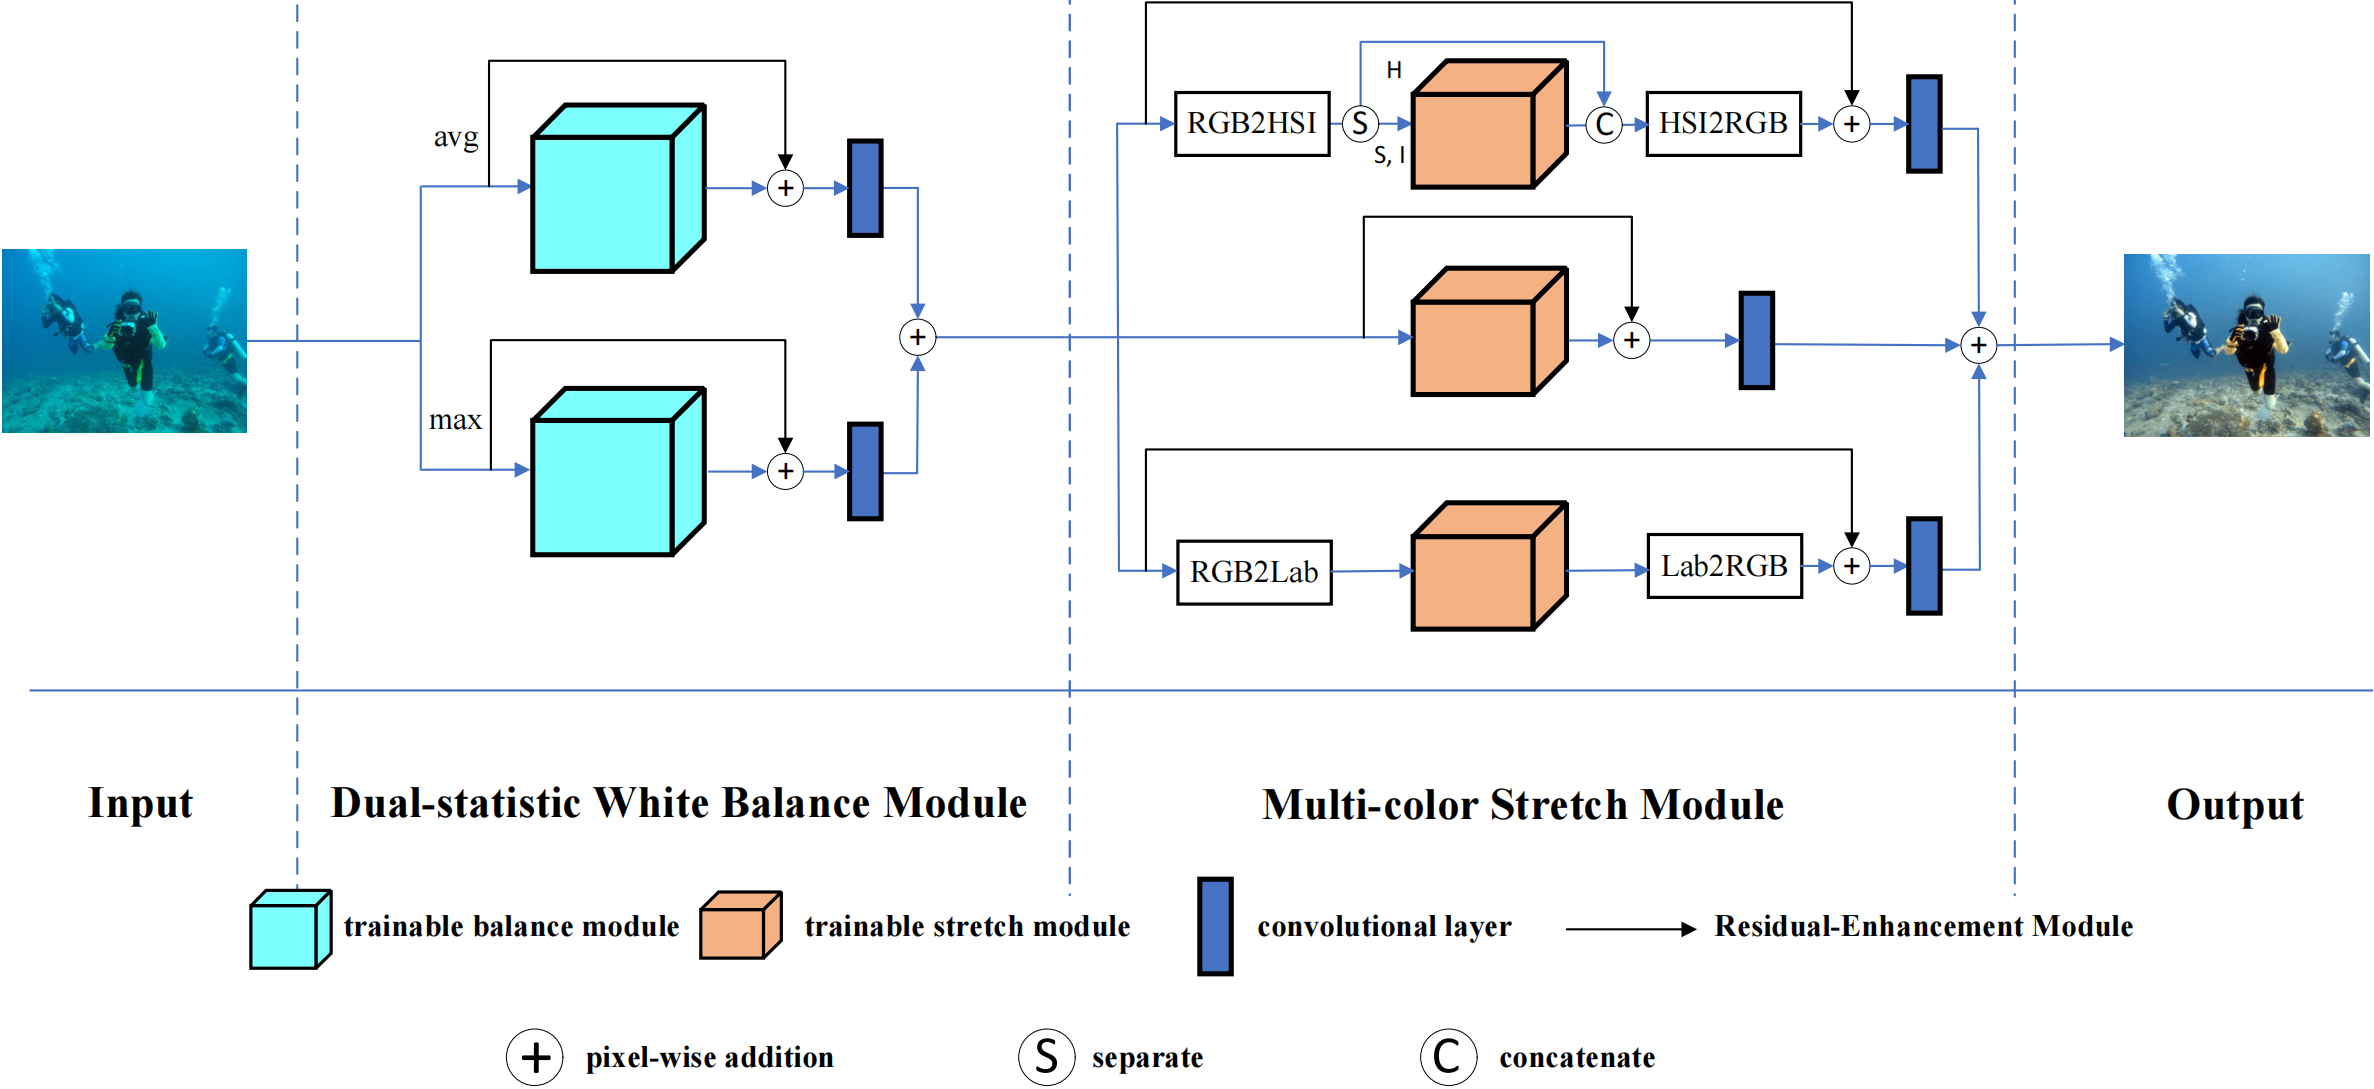 avg
max
RGB2HSI
S
H
S, I
C
HSI2RGB
+
+
+
+
+
+
+
RGB2Lab
Lab2RGB
+
Input
Dual-statistic White Balance Module
Multi-color Stretch Module
Output
trainable balance module
trainable stretch module
convolutional layer
Residual-Enhancement Module
+ pixel-wise addition
S separate
C concatenate